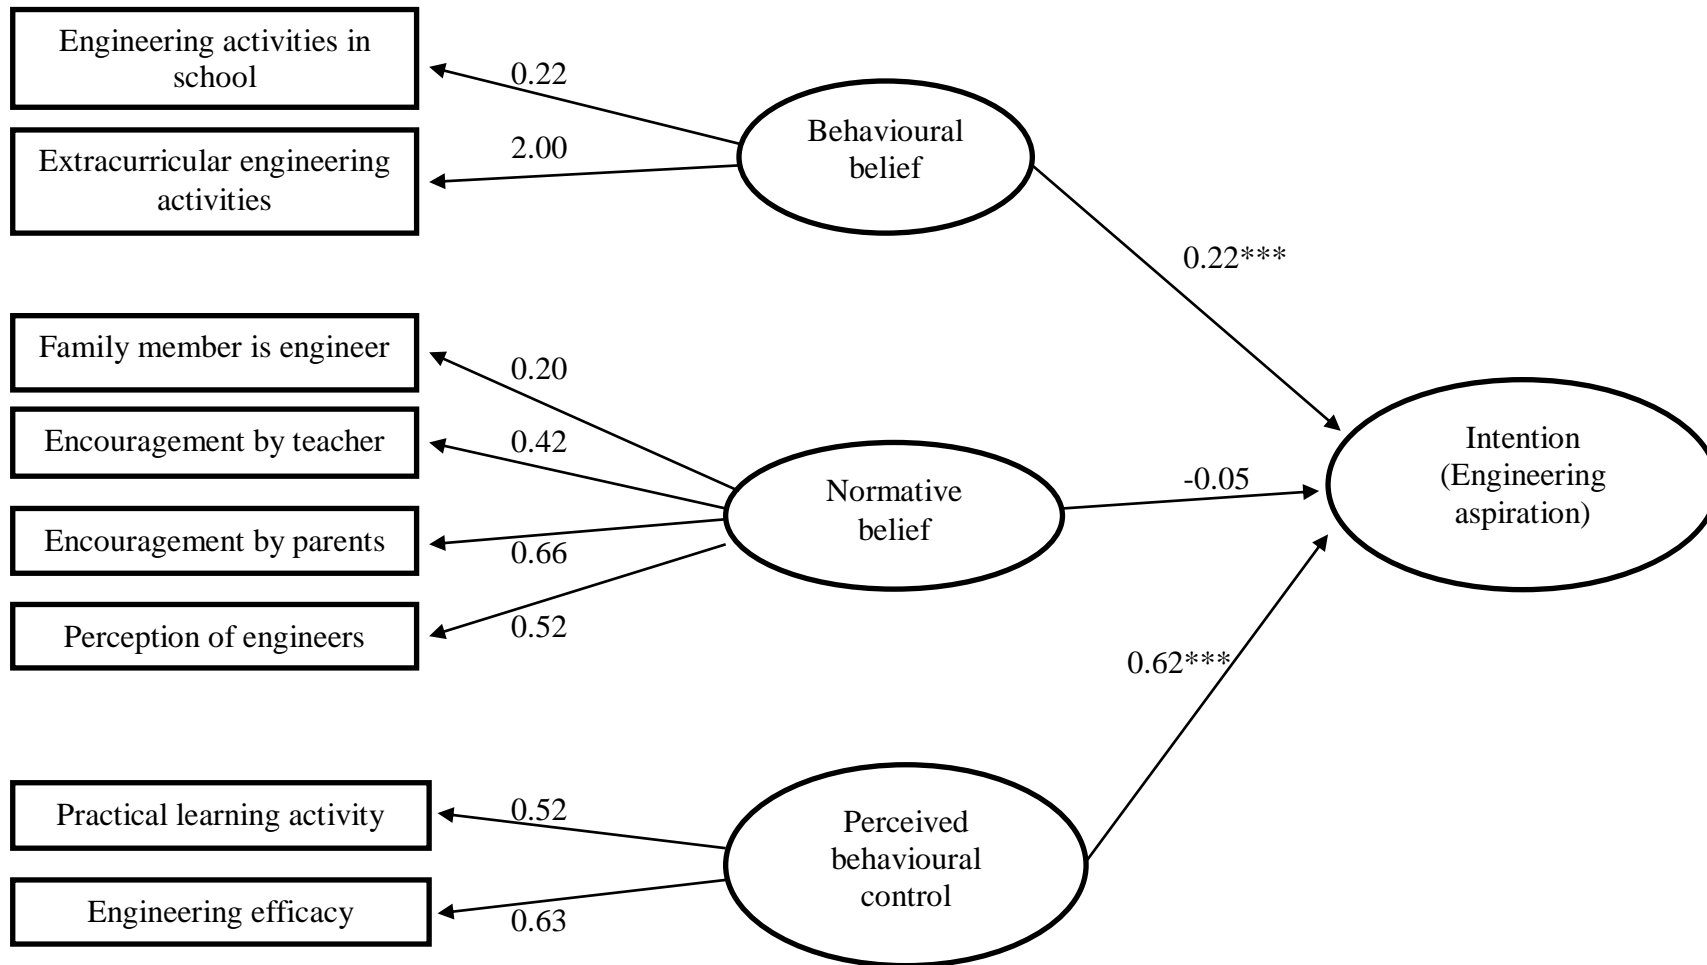 Engineering activities in
school
0.22
Extracurricular engineering
activities
2.00
Behavioural
belief
0.22***
Family member is engineer
0.20
Encouragement by teacher
0.42
Encouragement by parents
0.66
Perception of engineers
0.52
Normative
belief
-0.05
Intention
(Engineering
aspiration)
0.62***
Practical learning activity
0.52
Engineering efficacy
0.63
Perceived
behavioural
control